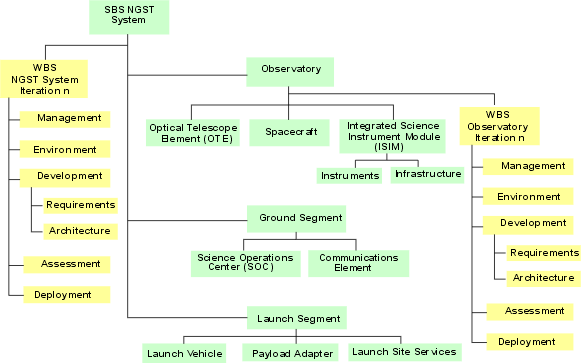 SBS NGST
System
WBS
NGST System
Iteration n
Management
Environment
Development
Requirements
Architecture
Assessment
Deployment
Observatory
Optical Telescope
Element (OTE)
Spacecraft
Integrated Science
Instrument Module
(ISIM)
Instruments
Infrastructure
WBS
Observatory
Iteration n
Management
Environment
Development
Requirements
Architecture
Assessment
Deployment
Ground Segment
Science Operations
Center (SOC)
Communications
Element
Launch Segment
Launch Vehicle
Payload Adapter
Launch Site Services